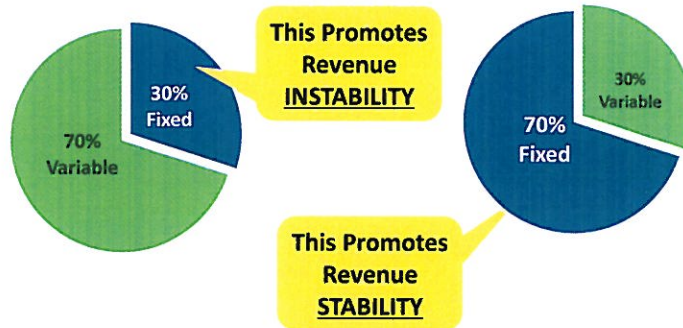 This Promotes
Revenue
INSTABILITY
30%
Fixed
70%
Variable
30%
Variable
70%
Fixed
This Promotes
Revenue
STABILITY